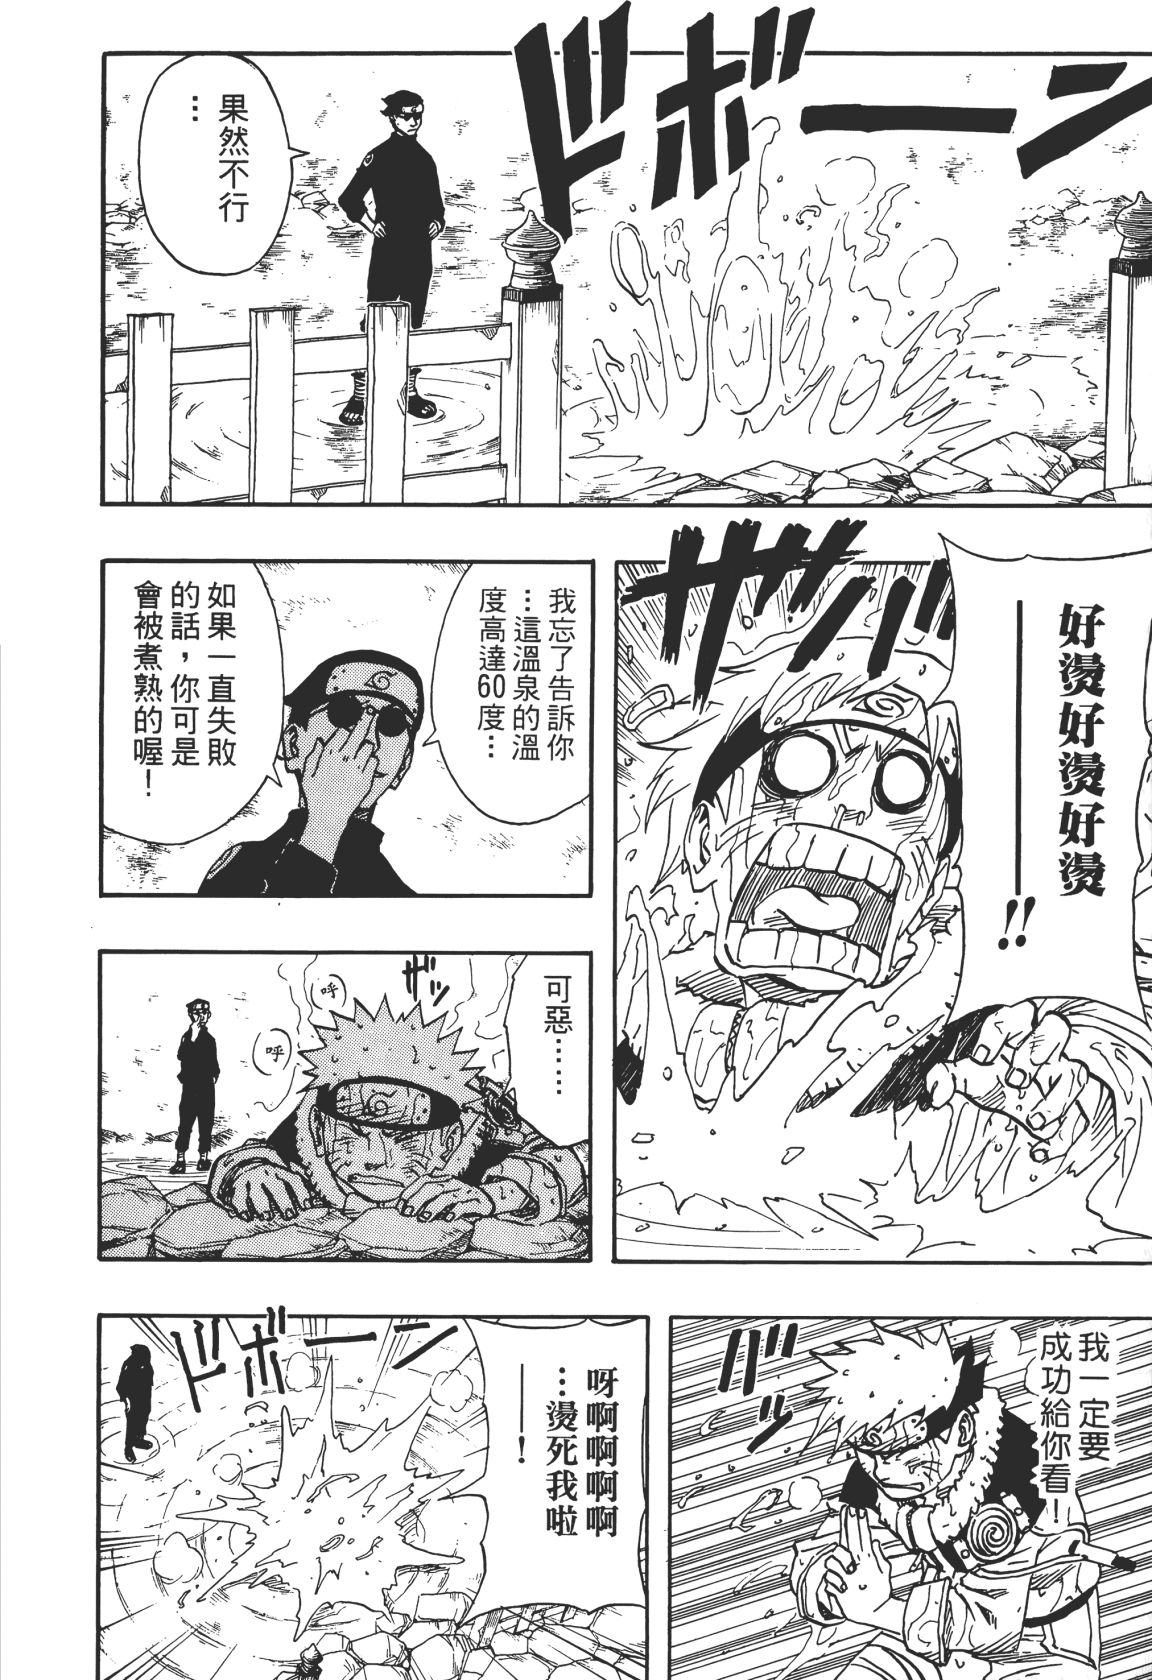 ドボーン
果然不行
…
ザバッ
好燙好燙好燙
——!!
我忘了告訴你
…這溫泉的溫
度高達60度…
如果一直失敗
的話，你可是
會被煮熟的喔！
可惡……
ザッ
呼
呼
我一定要
成功給你看！
バッ
呀啊啊啊啊
…燙死我啦
——！
ドボーン